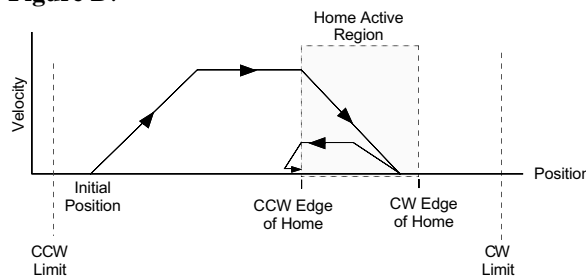 Home Active
Region
Velocity
Position
Initial
Position
CCW Edge
of Home
CW Edge
of Home
CCW
Limit
CW
Limit